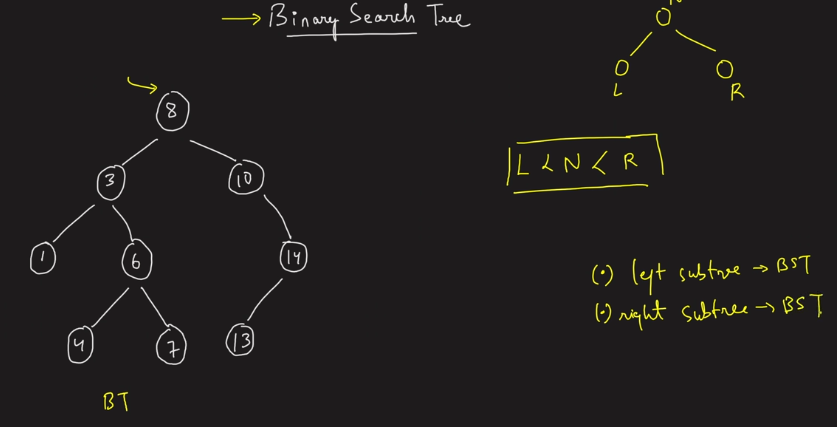 → Binary Search Tree
N
L
R
8
L < N < R
3
10
1
6
14
(•) left subtree → BST
(•) right subtree → BST
4
7
13
BT